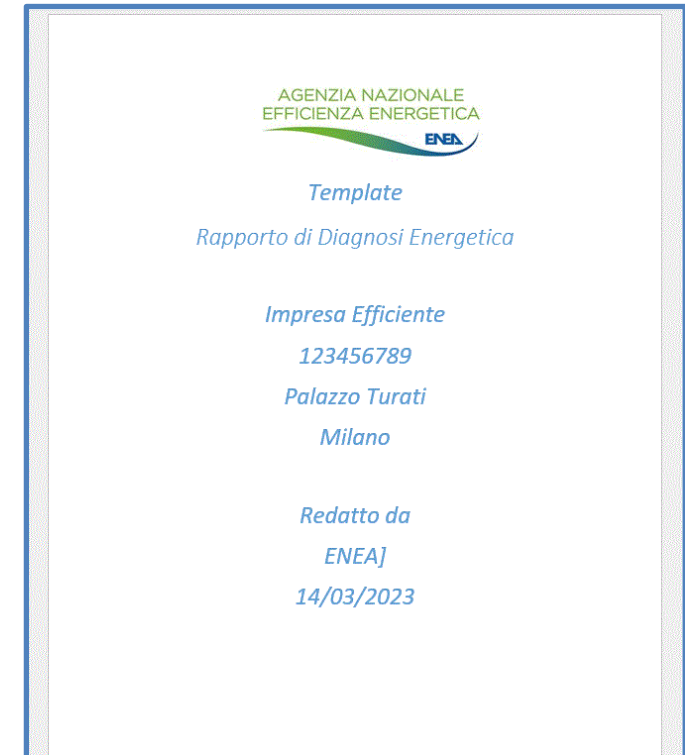 AGENZIA NAZIONALE
EFFICIENZA ENERGETICA
ENEA
Template
Rapporto di Diagnosi Energetica
Impresa Efficiente
123456789
Palazzo Turati
Milano
Redatto da
ENEA]
14/03/2023